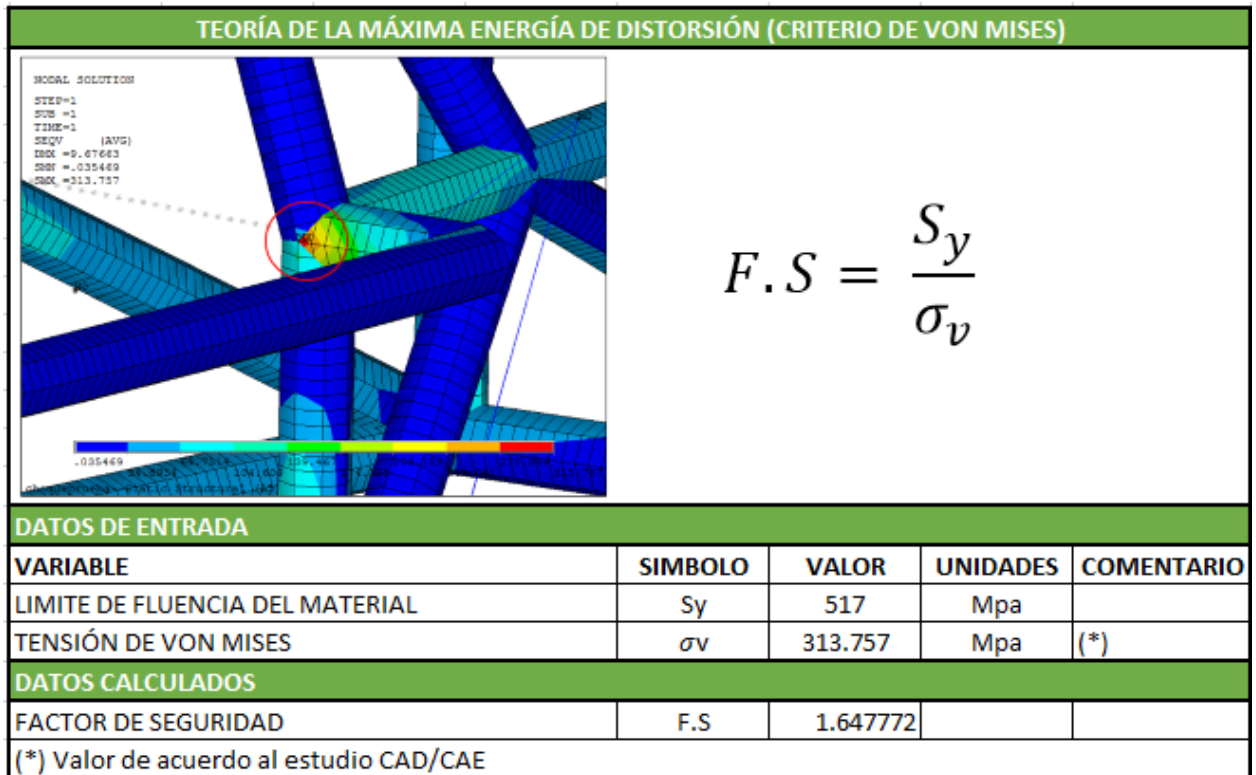 TEORÍA DE LA MÁXIMA ENERGÍA DE DISTORSIÓN (CRITERIO DE VON MISES)
NODAL SOLUTION
STEP=1
SUB =1
TIME=1
SEQV (AVG)
DMX =9.67663
SMN =.035469
SMX =313.757
.035469
F.S = Sy / σv
DATOS DE ENTRADA
VARIABLE SIMBOLO VALOR UNIDADES COMENTARIO
LIMITE DE FLUENCIA DEL MATERIAL Sy 517 Mpa
TENSIÓN DE VON MISES σv 313.757 Mpa (*)
DATOS CALCULADOS
FACTOR DE SEGURIDAD F.S 1.647772
(*) Valor de acuerdo al estudio CAD/CAE